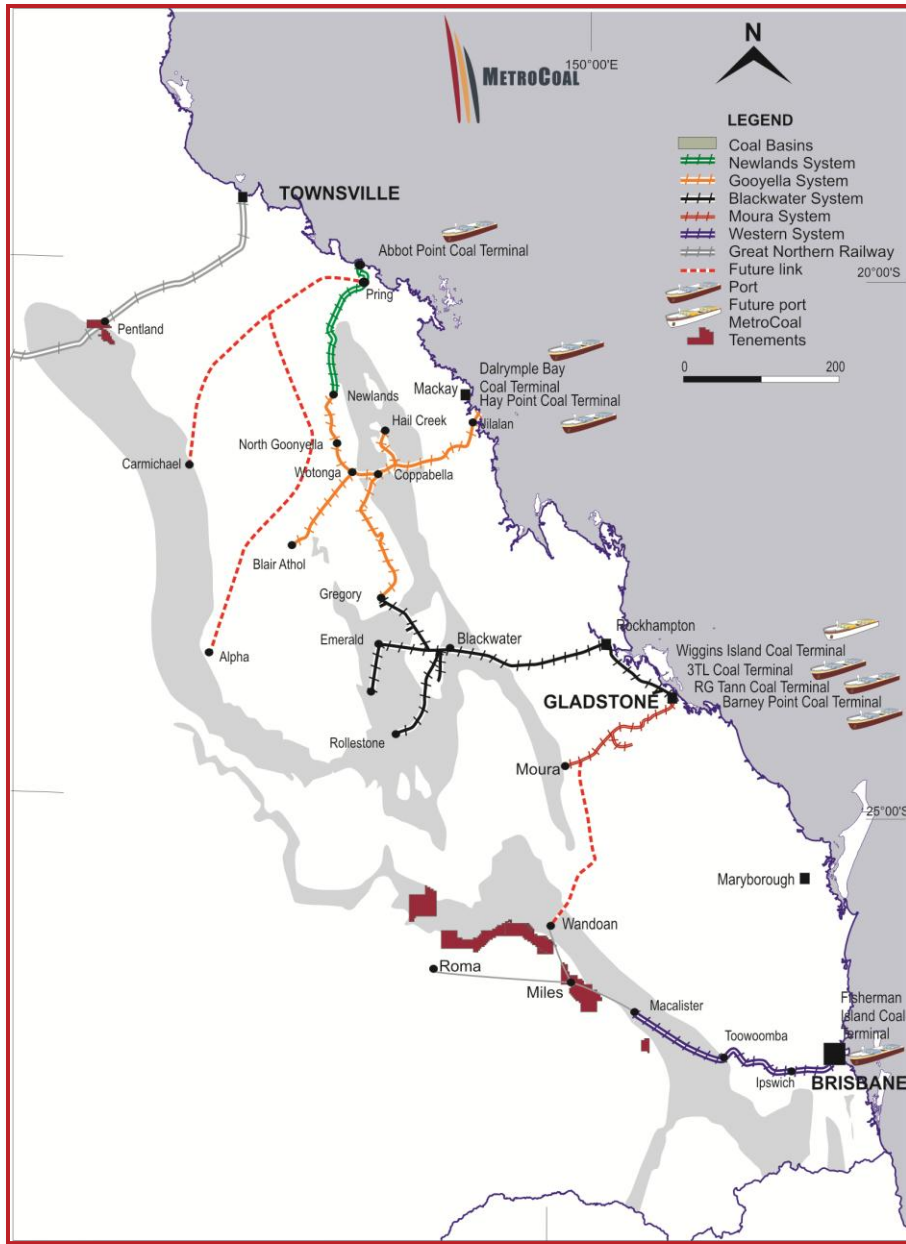 METROCOAL
150°00'E
N
LEGEND
Coal Basins
Newlands System
Gooyella System
Blackwater System
Moura System
Western System
Great Northern Railway
Future link
Port
Future port
MetroCoal
Tenements
0
200
20°00'S
TOWNSVILLE
Abbot Point Coal Terminal
Pring
Pentland
Dalrymple Bay
Coal Terminal
Mackay
Hay Point Coal Terminal
Newlands
Hail Creek
Jilalan
North Goonyella
Carmichael
Wotonga
Coppabella
Blair Athol
Gregory
Emerald
Blackwater
Rockhampton
Alpha
Wiggins Island Coal Terminal
3TL Coal Terminal
RG Tann Coal Terminal
Barney Point Coal Terminal
GLADSTONE
Rollestone
Moura
25°00'S
Maryborough
Wandoan
Roma
Miles
Macalister
Fisherman
Island Coal
Terminal
Toowoomba
Ipswich
BRISBANE